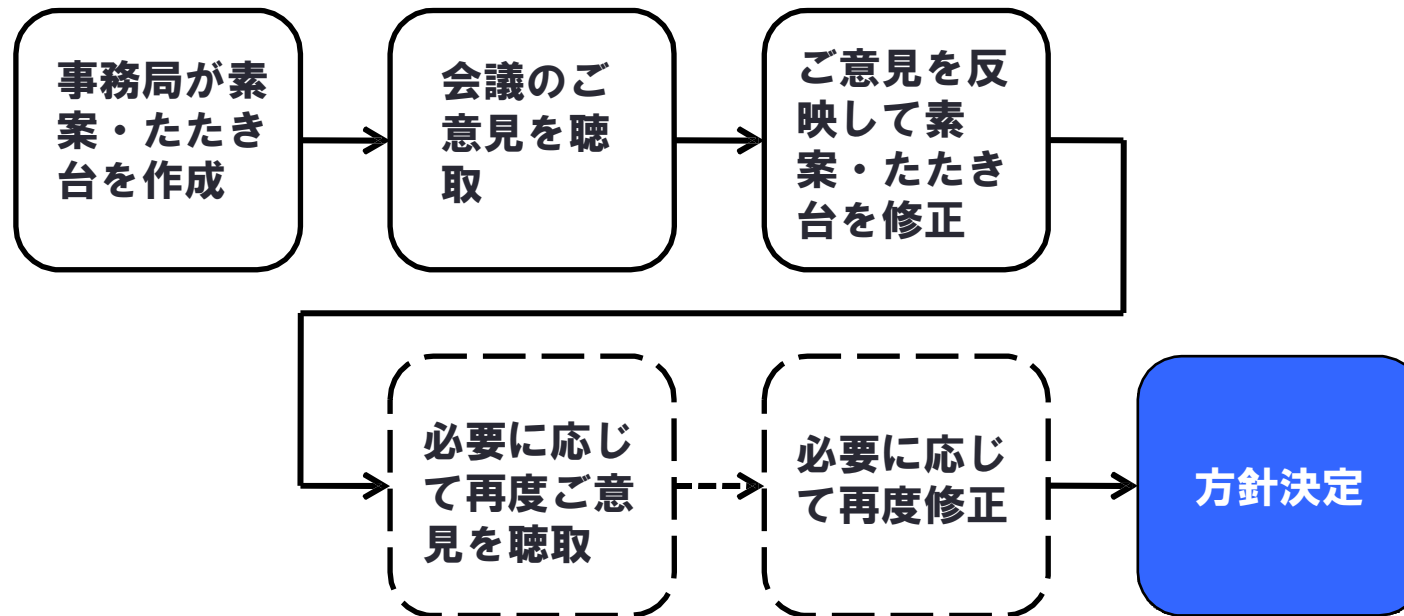 事務局が素
案・たたき
台を作成
会議のご
意見を聴
取
ご意見を反
映して素
案・たたき
台を修正
必要に応じ
て再度ご意
見を聴取
必要に応じ
て再度修正
方針決定